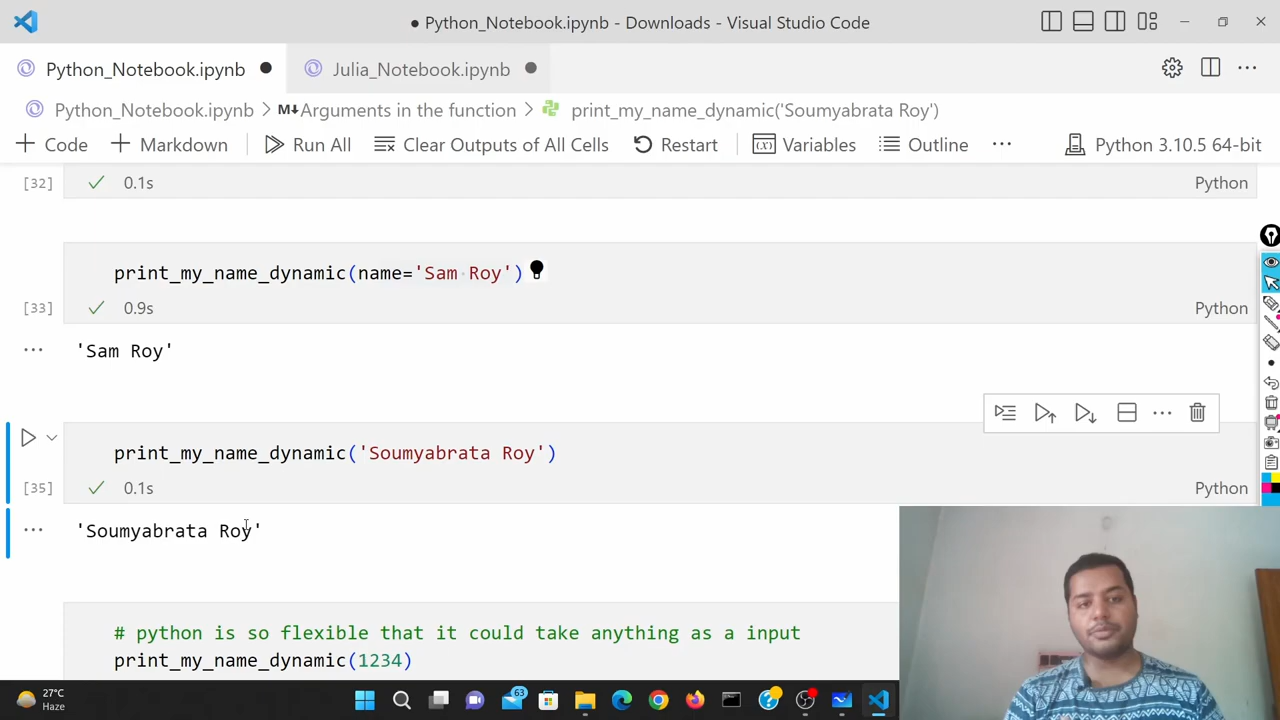 ● Python_Notebook.ipynb - Downloads - Visual Studio Code
Python_Notebook.ipynb ●
Julia_Notebook.ipynb ●
Python_Notebook.ipynb > M↓Arguments in the function > print_my_name_dynamic('Soumyabrata Roy')
+ Code + Markdown Run All Clear Outputs of All Cells Restart (x) Variables Outline ··· Python 3.10.5 64-bit
[32] ✓ 0.1s Python
print_my_name_dynamic(name='Sam·Roy')
[33] ✓ 0.9s Python
··· 'Sam Roy'
print_my_name_dynamic('Soumyabrata Roy')
[35] ✓ 0.1s Python
··· 'Soumyabrata Roy'
# python is so flexible that it could take anything as a input
print_my_name_dynamic(1234)
27°C
Haze
63